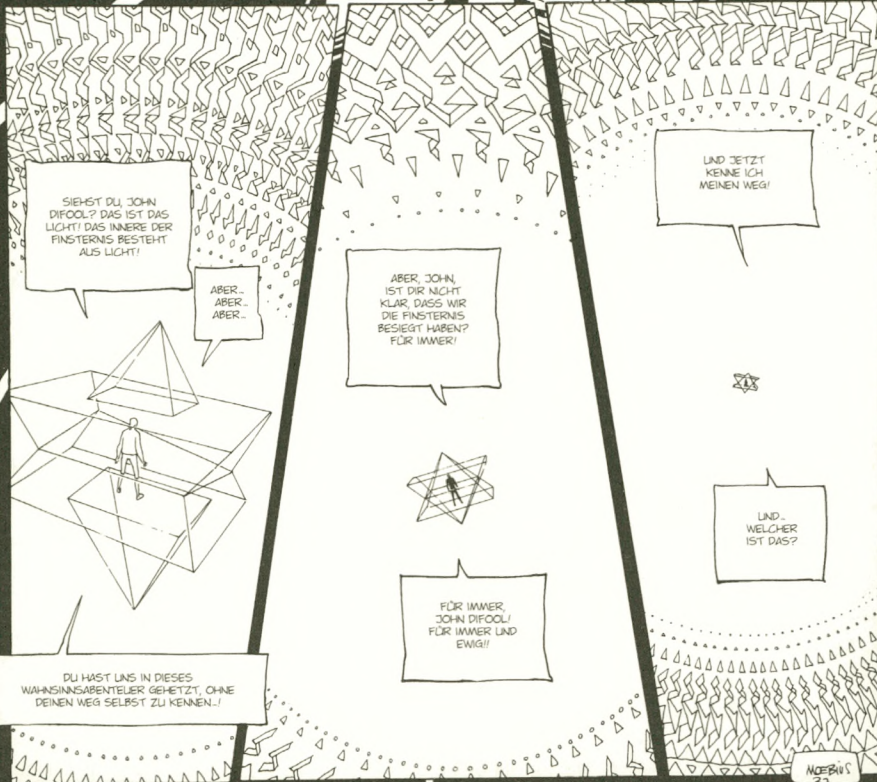 SIEHST DU, JOHN
DIFOOL? DAS IST DAS
LICHT! DAS INNERE DER
FINSTERNIS BESTEHT
AUS LICHT!
ABER...
ABER...
ABER...
DU HAST UNS IN DIESES
WAHNSINNSABENTEUER GEHETZT, OHNE
DEINEN WEG SELBST ZU KENNEN...!
ABER, JOHN,
IST DIR NICHT
KLAR, DASS WIR
DIE FINSTERNIS
BESIEGT HABEN?
FÜR IMMER!
FÜR IMMER,
JOHN DIFOOL!
FÜR IMMER UND
EWIG!!
UND JETZT
KENNE ICH
MEINEN WEG!
UND...
WELCHER
IST DAS?
MOEBIUS